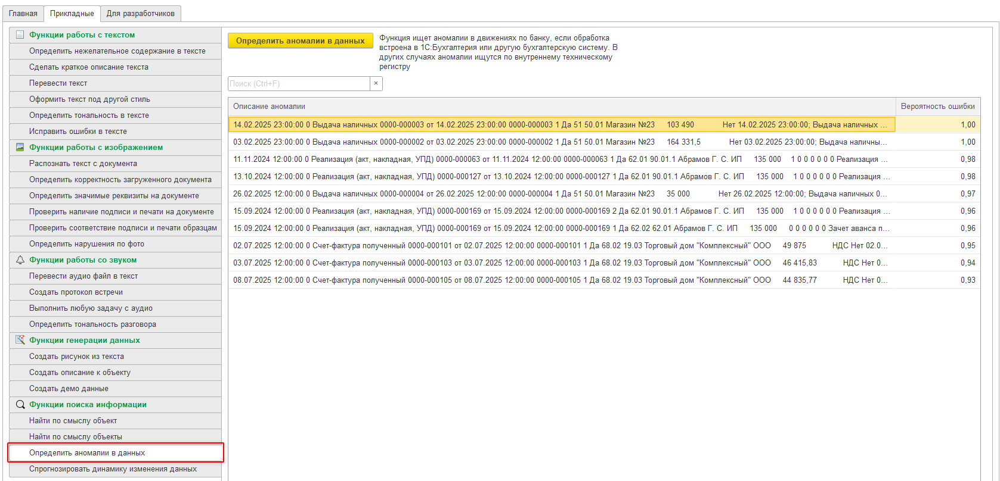 Главная
Прикладные
Для разработчиков
Функции работы с текстом
Определить нежелательное содержание в тексте
Сделать краткое описание текста
Перевести текст
Оформить текст под другой стиль
Определить тональность в тексте
Исправить ошибки в тексте
Функции работы с изображением
Распознать текст с документа
Определить корректность загруженного документа
Определить значимые реквизиты на документе
Проверить наличие подписи и печати на документе
Проверить соответствие подписи и печати образцам
Определить нарушения по фото
Функции работы со звуком
Перевести аудио файл в текст
Создать протокол встречи
Выполнить любую задачу с аудио
Определить тональность разговора
Функции генерации данных
Создать рисунок из текста
Создать описание к объекту
Создать демо данные
Функции поиска информации
Найти по смыслу объект
Найти по смыслу объекты
Определить аномалии в данных
Спрогнозировать динамику изменения данных
Определить аномалии в данных
Функция ищет аномалии в движениях по банку, если обработка
встроена в 1С:Бухгалтерия или другую бухгалтерскую систему. В
других случаях аномалии ищутся по внутреннему техническому
регистру
Поиск (Ctrl+F) ×
Описание аномалии Вероятность ошибки
14.02.2025 23:00:00 0 Выдача наличных 0000-000003 от 14.02.2025 23:00:00 0000-000003 1 Да 51 50.01 Магазин №23 103 490 Нет 14.02.2025 23:00:00; Выдача наличных ... 1,00
03.02.2025 23:00:00 0 Выдача наличных 0000-000002 от 03.02.2025 23:00:00 0000-000002 1 Да 51 50.01 Магазин №23 164 331,5 Нет 03.02.2025 23:00:00; Выдача наличны... 1,00
11.11.2024 12:00:00 0 Реализация (акт, накладная, УПД) 0000-000063 от 11.11.2024 12:00:00 0000-000063 1 Да 62.01 90.01.1 Абрамов Г. С. ИП 135 000 1 0 0 0 0 0 0 Реализация ... 0,98
13.10.2024 12:00:00 0 Реализация (акт, накладная, УПД) 0000-000127 от 13.10.2024 12:00:00 0000-000127 1 Да 62.01 90.01.1 Абрамов Г. С. ИП 135 000 1 0 0 0 0 0 0 Реализация ... 0,98
26.02.2025 12:00:00 0 Выдача наличных 0000-000004 от 26.02.2025 12:00:00 0000-000004 1 Да 51 50.01 Магазин №23 35 000 Нет 26.02.2025 12:00:00; Выдача наличных 0... 0,97
15.09.2024 12:00:00 0 Реализация (акт, накладная, УПД) 0000-000169 от 15.09.2024 12:00:00 0000-000169 2 Да 62.01 90.01.1 Абрамов Г. С. ИП 135 000 1 0 0 0 0 0 0 Реализация ... 0,96
15.09.2024 12:00:00 0 Реализация (акт, накладная, УПД) 0000-000169 от 15.09.2024 12:00:00 0000-000169 1 Да 62.02 62.01 Абрамов Г. С. ИП 135 000 0 0 0 0 0 0 Зачет аванса п... 0,96
02.07.2025 12:00:00 0 Счет-фактура полученный 0000-000101 от 02.07.2025 12:00:00 0000-000101 1 Да 68.02 19.03 Торговый дом "Комплексный" ООО 49 875 НДС Нет 02.0... 0,95
03.07.2025 12:00:00 0 Счет-фактура полученный 0000-000103 от 03.07.2025 12:00:00 0000-000103 1 Да 68.02 19.03 Торговый дом "Комплексный" ООО 46 415,83 НДС Нет 0... 0,94
08.07.2025 12:00:00 0 Счет-фактура полученный 0000-000105 от 08.07.2025 12:00:00 0000-000105 1 Да 68.02 19.03 Торговый дом "Комплексный" ООО 44 835,77 НДС Нет 0... 0,93